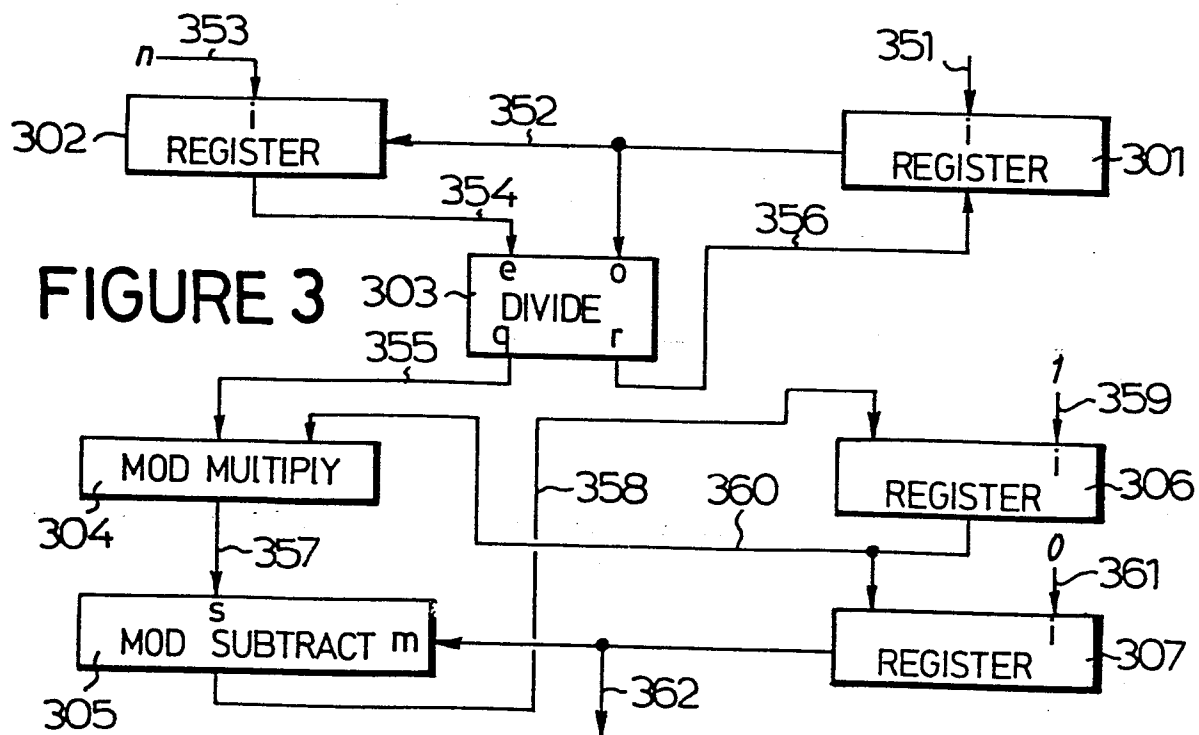 353
n
351
352
302
i
REGISTER
i
REGISTER
301
354
356
FIGURE 3
303
e o
DIVIDE
q r
355
1
359
MOD MULTIPIY
304
358
360
i
REGISTER
306
357
0
361
s
MOD SUBTRACT m
305
362
i
REGISTER
307